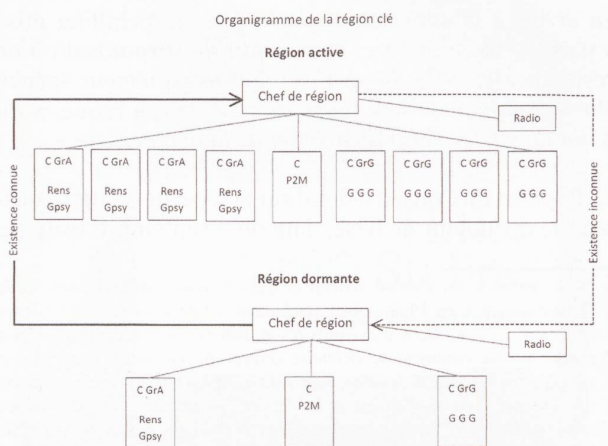 Organigramme de la région clé
Région active
Chef de région
Radio
C GrA
Rens
Gpsy
C GrA
Rens
Gpsy
C GrA
Rens
Gpsy
C GrA
Rens
Gpsy
C
P2M
C GrG
G G G
C GrG
G G G
C GrG
G G G
C GrG
G G G
Existence connue
Existence inconnue
Région dormante
Chef de région
Radio
C GrA
Rens
Gpsy
C
P2M
C GrG
G G G